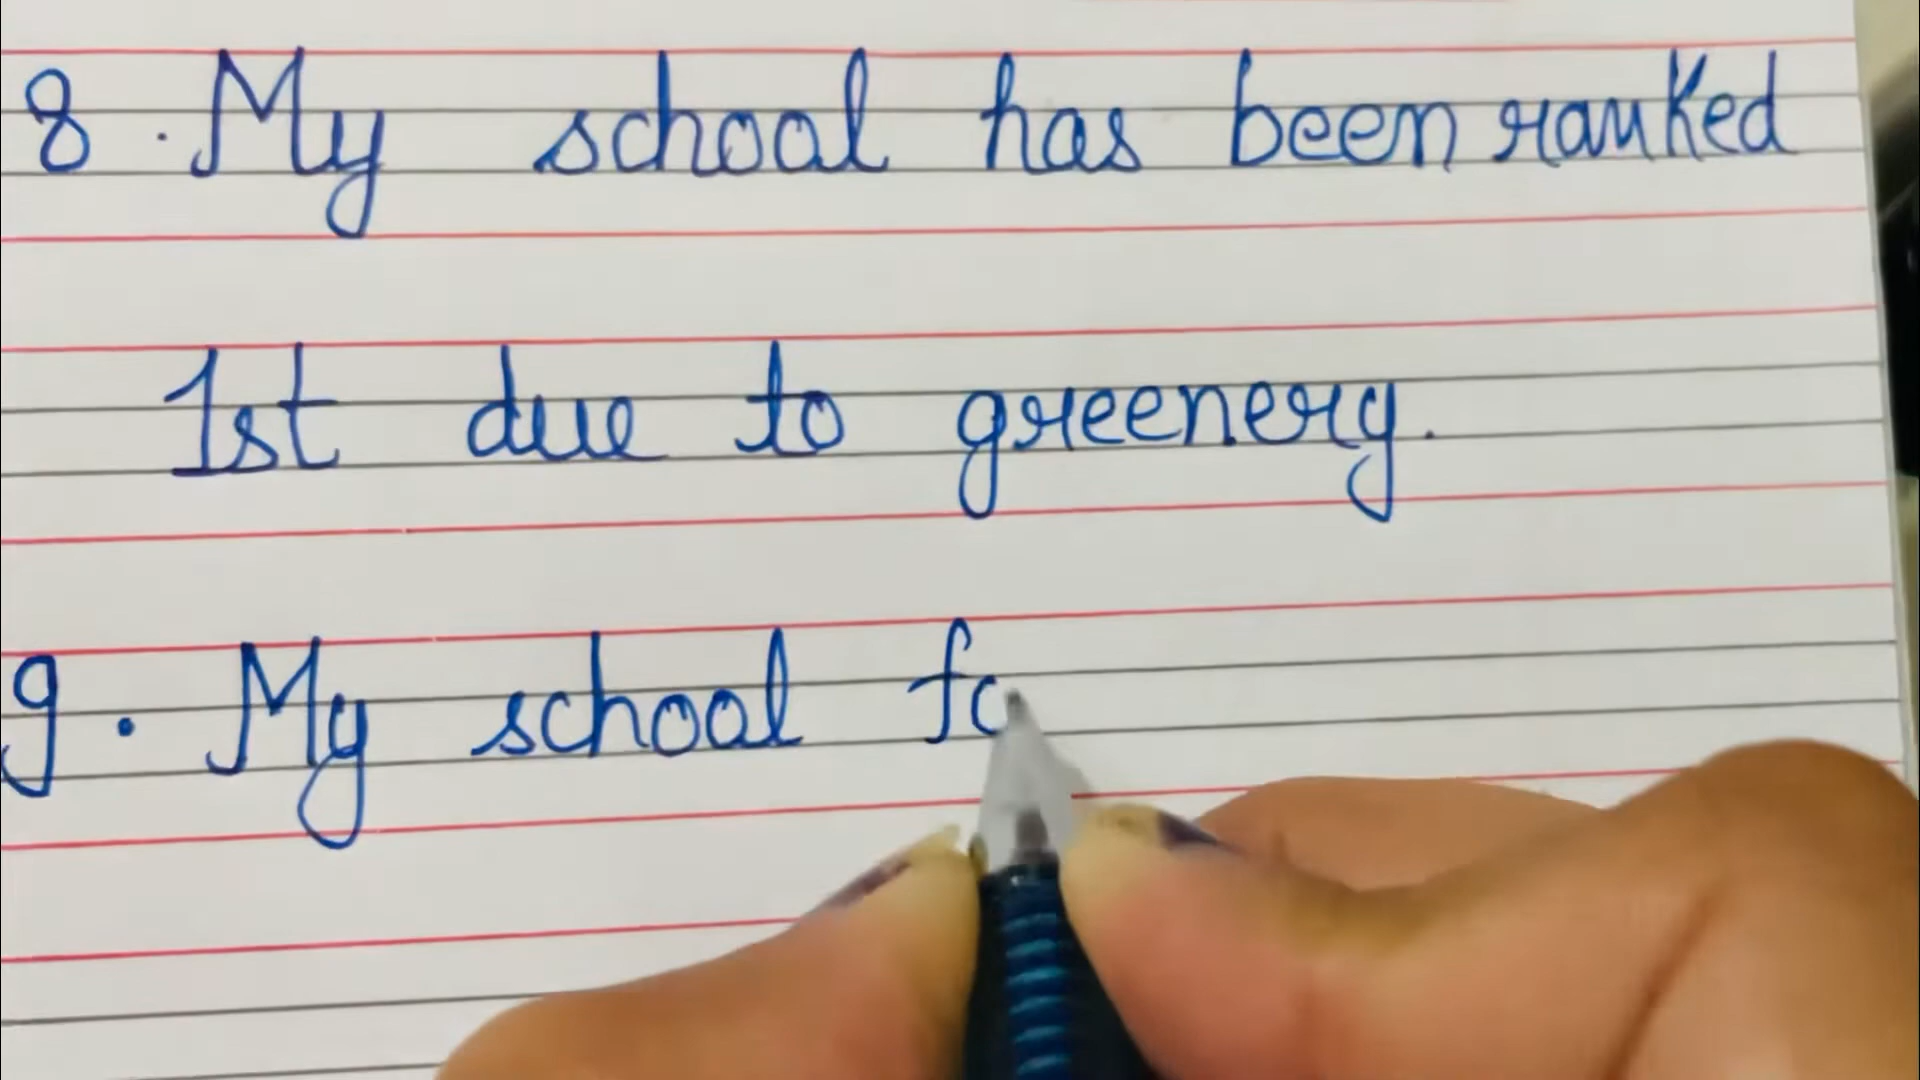 8. My school has been ranked
1st due to greenery.
9. My school